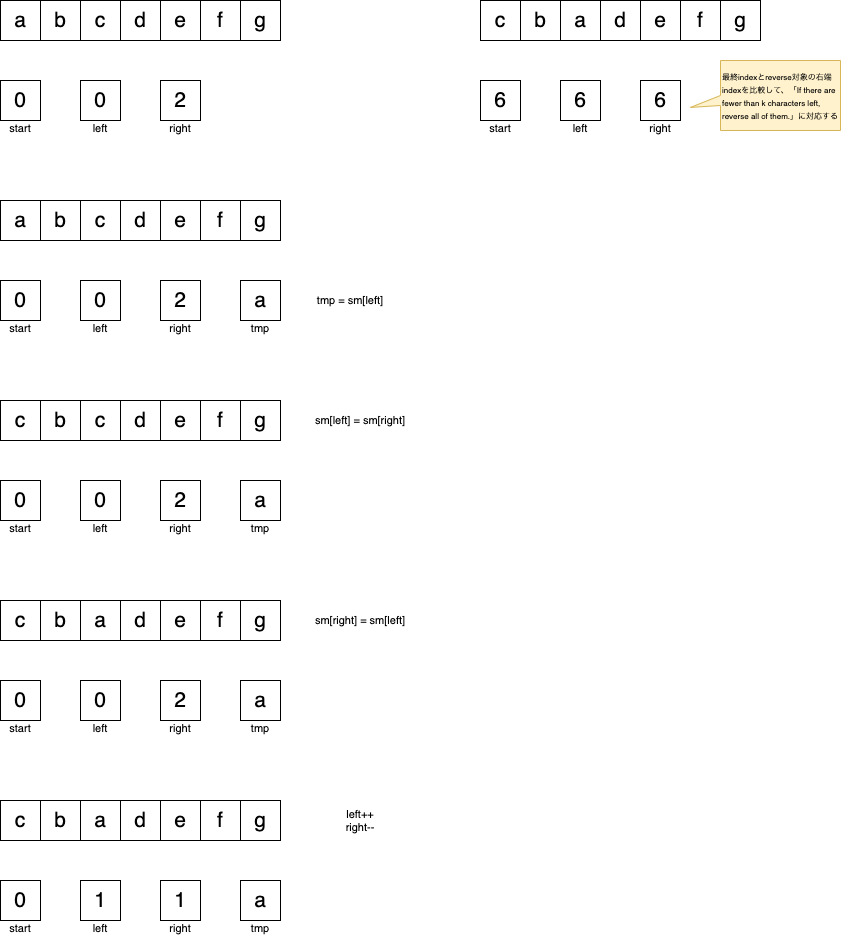 a b c d e f g
0 0 2
start left right
c b a d e f g
6 6 6
start left right
最終indexとreverse対象の右端
indexを比較して、「If there are
fewer than k characters left,
reverse all of them.」に対応する
a b c d e f g
0 0 2 a
start left right tmp
tmp = sm[left]
c b c d e f g
sm[left] = sm[right]
0 0 2 a
start left right tmp
c b a d e f g
sm[right] = sm[left]
0 0 2 a
start left right tmp
c b a d e f g
left++
right--
0 1 1 a
start left right tmp